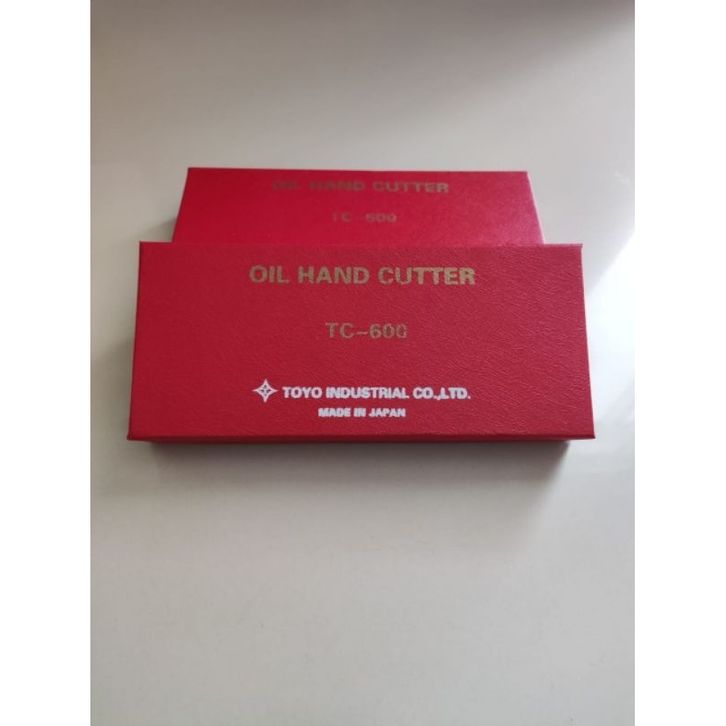 OIL HAND CUTTER
TC-600
OIL HAND CUTTER
TC-600
TOYO INDUSTRIAL CO.,LTD.
MADE IN JAPAN